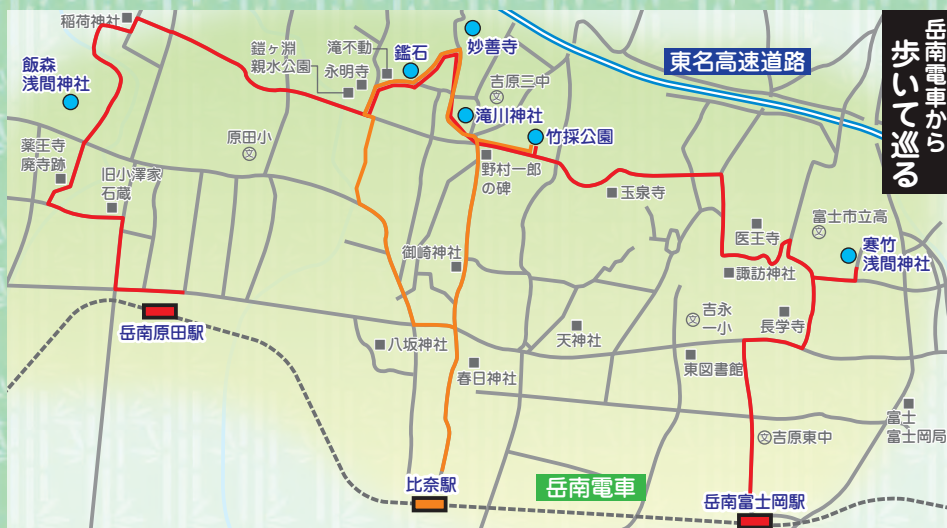 岳南電車から
歩いて巡る
稲荷神社
飯森
浅間神社
鎧ヶ淵
親水公園
滝不動
永明寺
鑑石
妙善寺
東名高速道路
吉原三中
文
滝川神社
竹採公園
原田小
文
薬王寺
廃寺跡
旧小澤家
石蔵
野村一郎
の碑
玉泉寺
富士市立高
文
医王寺
寒竹
浅間神社
御崎神社
諏訪神社
岳南原田駅
八坂神社
天神社
文
吉永
一小
長学寺
春日神社
東図書館
富士
富士岡局
文吉原東中
比奈駅
岳南電車
岳南富士岡駅